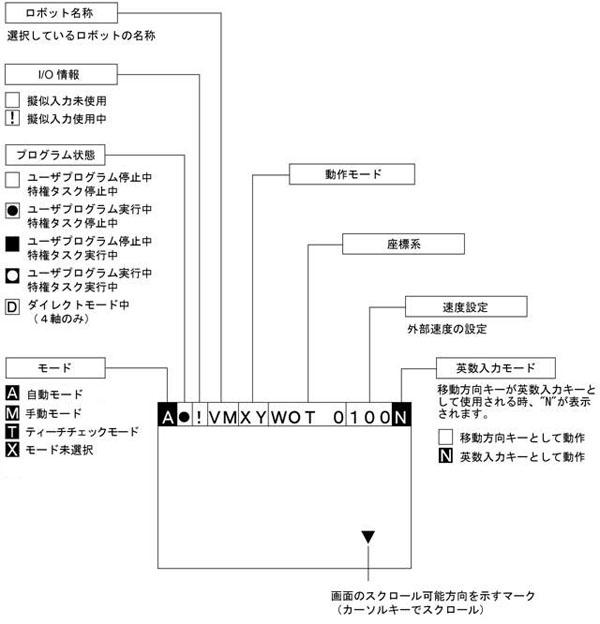 ロボット名称
選択しているロボットの名称
I/O 情報
擬似入力未使用
! 擬似入力使用中
プログラム状態
ユーザプログラム停止中
特権タスク停止中
ユーザプログラム実行中
特権タスク停止中
ユーザプログラム停止中
特権タスク実行中
ユーザプログラム実行中
特権タスク実行中
D ダイレクトモード中
（４軸のみ）
動作モード
座標系
速度設定
外部速度の設定
モード
A 自動モード
M 手動モード
T ティーチチェックモード
X モード未選択
英数入力モード
移動方向キーが英数入力キーと
して使用される時、"N"が表示
されます。
移動方向キーとして動作
N 英数入力キーとして動作
A●!VMXYWOT 0100N
▼
画面のスクロール可能方向を示すマーク
（カーソルキーでスクロール）